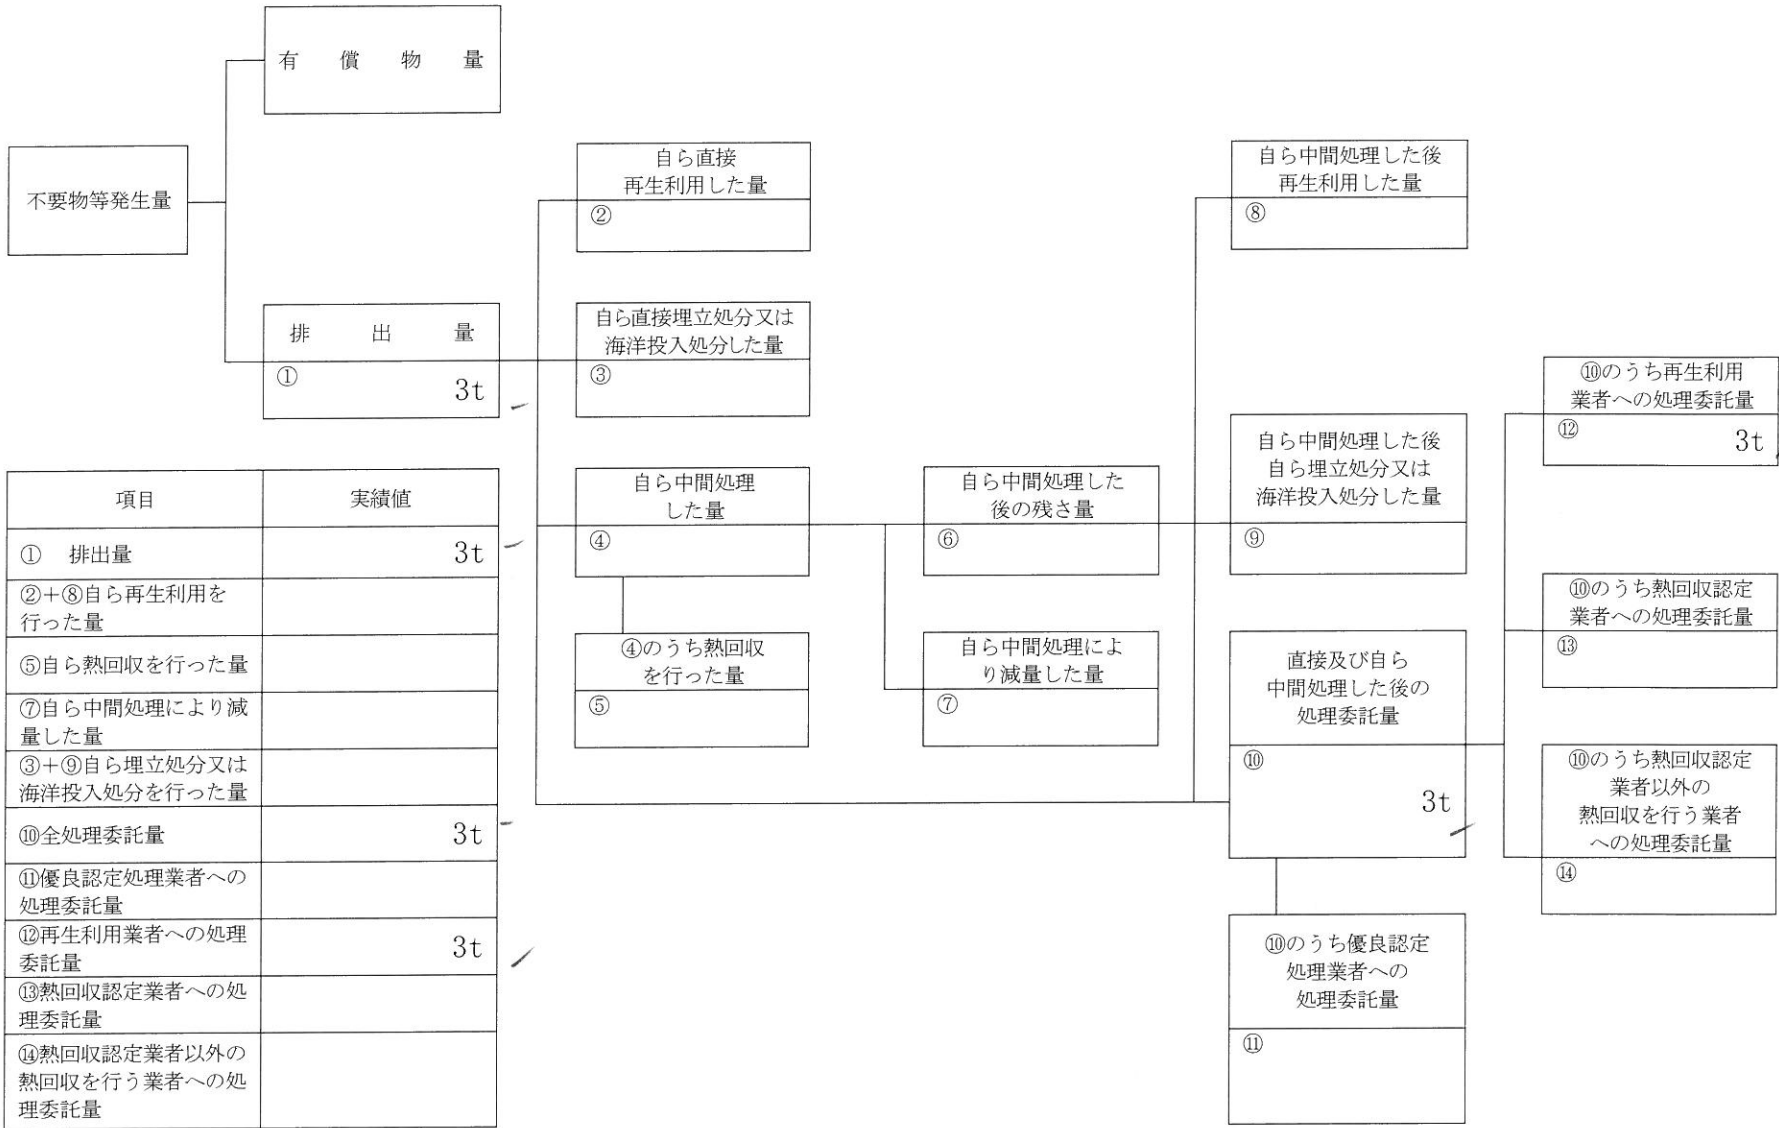 有償物量
不要物等発生量
排出量
①
3t
自ら直接
再生利用した量
②
自ら直接埋立処分又は
海洋投入処分した量
③
自ら中間処理
した量
④
④のうち熱回収
を行った量
⑤
自ら中間処理した
後の残さ量
⑥
自ら中間処理によ
り減量した量
⑦
自ら中間処理した後
再生利用した量
⑧
自ら中間処理した後
自ら埋立処分又は
海洋投入処分した量
⑨
直接及び自ら
中間処理した後の
処理委託量
⑩
3t
⑩のうち優良認定
処理業者への
処理委託量
⑪
⑩のうち再生利用
業者への処理委託量
⑫ 3t
⑩のうち熱回収認定
業者への処理委託量
⑬
⑩のうち熱回収認定
業者以外の
熱回収を行う業者
への処理委託量
⑭
項目 実績値
① 排出量 3t
②+⑧自ら再生利用を
行った量
⑤自ら熱回収を行った量
⑦自ら中間処理により減
量した量
③+⑨自ら埋立処分又は
海洋投入処分を行った量
⑩全処理委託量 3t
⑪優良認定処理業者への
処理委託量
⑫再生利用業者への処理
委託量 3t
⑬熱回収認定業者への処
理委託量
⑭熱回収認定業者以外の
熱回収を行う業者への処
理委託量